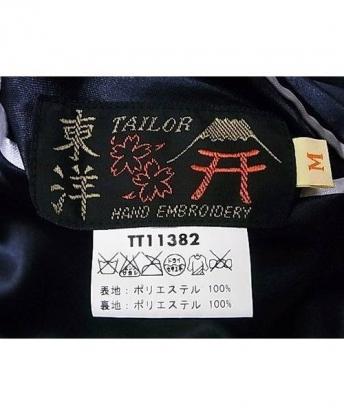 東洋
TAILOR
HAND EMBROIDERY
M
TT11382
表地：ポリエステル 100%
裏地：ポリエステル 100%